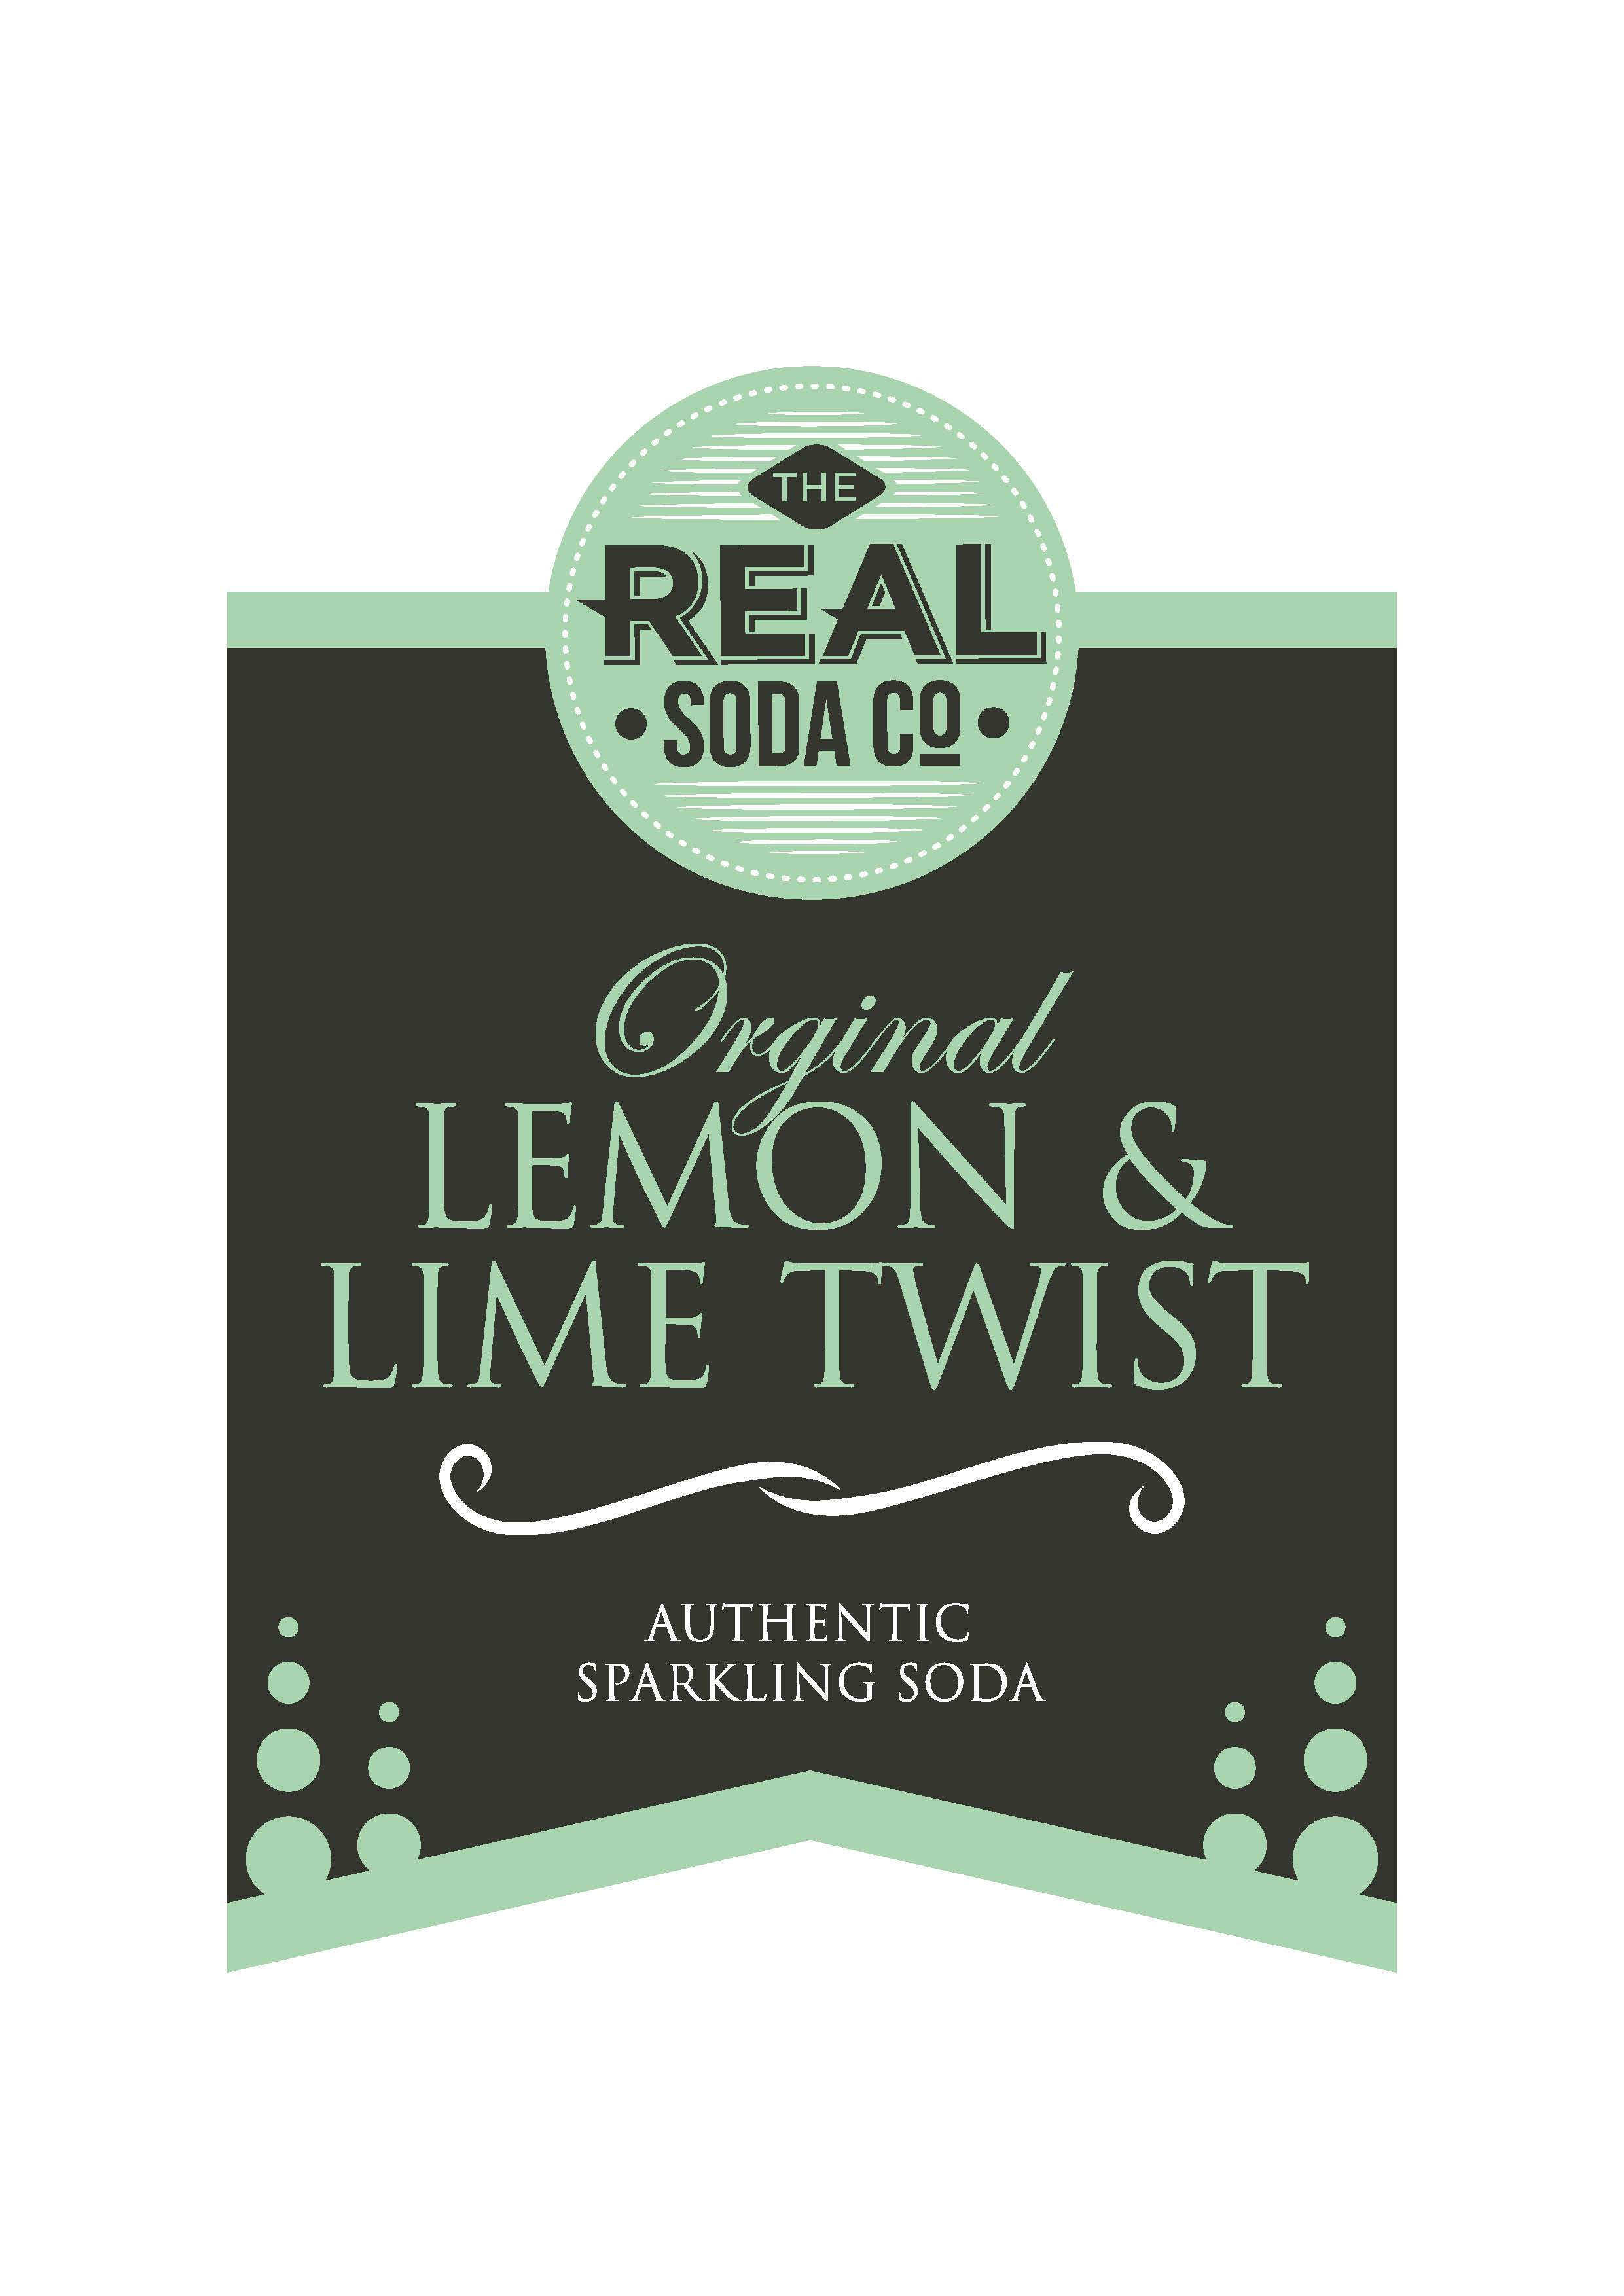 THE
REAL
SODA CO
Orginal
LEMON &
LIME TWIST
AUTHENTIC
SPARKLING SODA